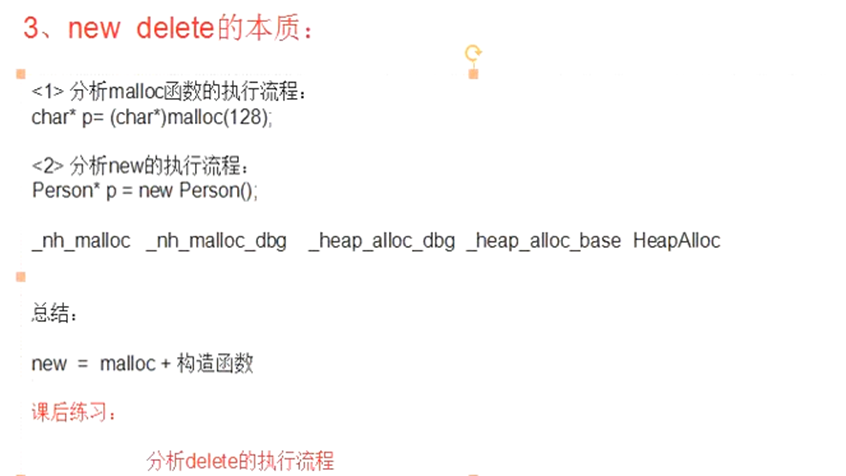 3、new delete的本质：
<1> 分析malloc函数的执行流程：
char* p= (char*)malloc(128);
<2> 分析new的执行流程：
Person* p = new Person();
_nh_malloc _nh_malloc_dbg _heap_alloc_dbg _heap_alloc_base HeapAlloc
总结：
new = malloc + 构造函数
课后练习：
分析delete的执行流程